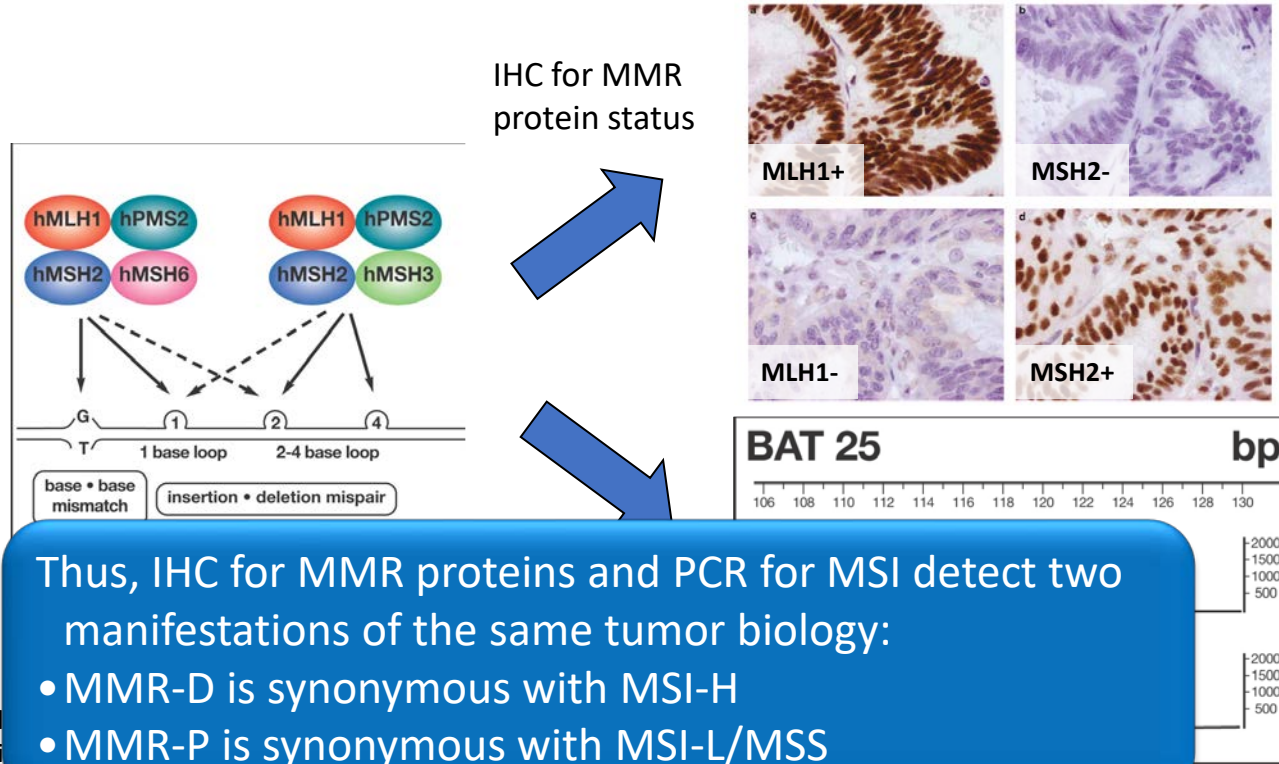 IHC for MMR
protein status
hMLH1 hPMS2 hMLH1 hPMS2
hMSH2 hMSH6 hMSH2 hMSH3
G 1 2 4
T 1 base loop 2-4 base loop
base • base
mismatch
insertion • deletion mispair
a b
MLH1+ MSH2-
c d
MLH1- MSH2+
BAT 25 bp
106 108 110 112 114 116 118 120 122 124 126 128 130
2000
1500
1000
500
2000
1500
1000
500
Thus, IHC for MMR proteins and PCR for MSI detect two
manifestations of the same tumor biology:
•MMR-D is synonymous with MSI-H
•MMR-P is synonymous with MSI-L/MSS